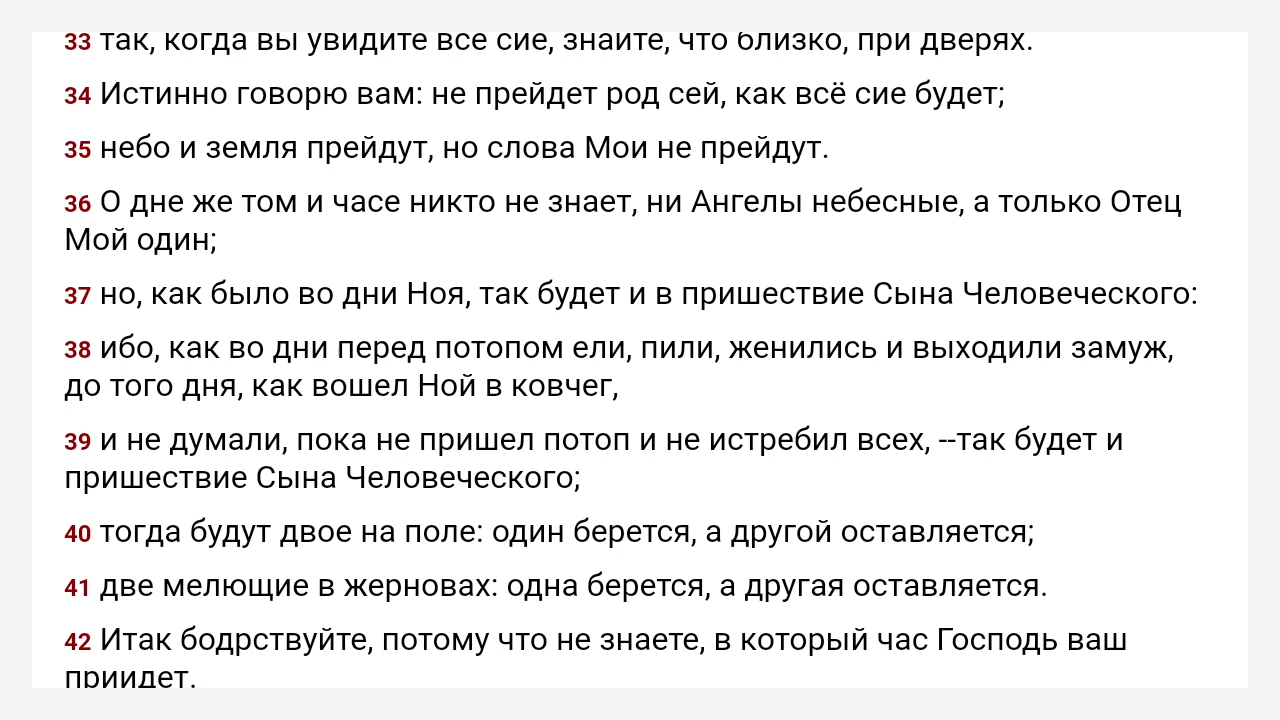 33 так, когда вы увидите все сие, знайте, что близко, при дверях.
34 Истинно говорю вам: не прейдет род сей, как всё сие будет;
35 небо и земля прейдут, но слова Мои не прейдут.
36 О дне же том и часе никто не знает, ни Ангелы небесные, а только Отец
Мой один;
37 но, как было во дни Ноя, так будет и в пришествие Сына Человеческого:
38 ибо, как во дни перед потопом ели, пили, женились и выходили замуж,
до того дня, как вошел Ной в ковчег,
39 и не думали, пока не пришел потоп и не истребил всех, --так будет и
пришествие Сына Человеческого;
40 тогда будут двое на поле: один берется, а другой оставляется;
41 две мелющие в жерновах: одна берется, а другая оставляется.
42 Итак бодрствуйте, потому что не знаете, в который час Господь ваш
приидет.